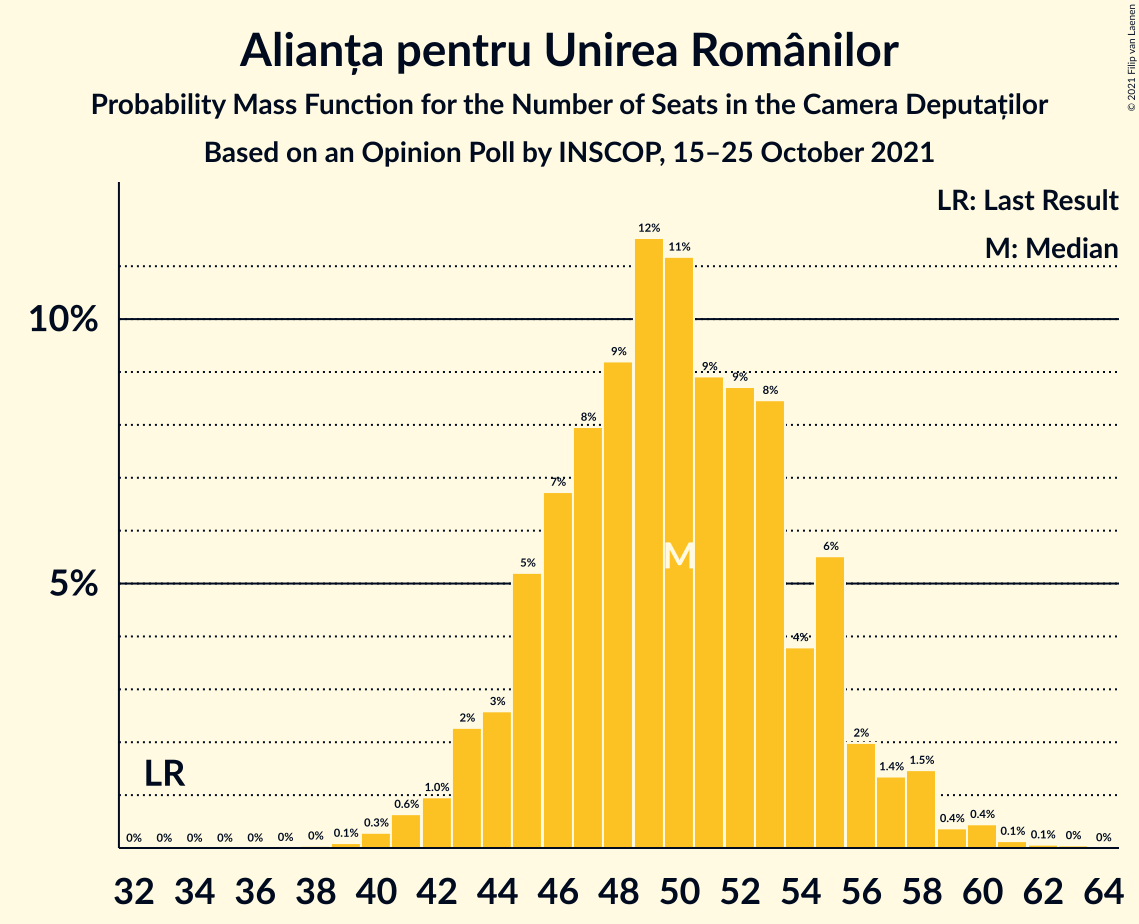 © 2021 Filip van Laenen
Alianța pentru Unirea Românilor
Probability Mass Function for the Number of Seats in the Camera Deputaților
Based on an Opinion Poll by INSCOP, 15–25 October 2021
LR: Last Result
M: Median
10%
5%
LR
M
0% 0% 0% 0% 0% 0% 0% 0.1% 0.3% 0.6% 1.0% 2% 3% 5% 7% 8% 9% 12% 11% 9% 9% 8% 4% 6% 2% 1.4% 1.5% 0.4% 0.4% 0.1% 0.1% 0% 0%
32 34 36 38 40 42 44 46 48 50 52 54 56 58 60 62 64